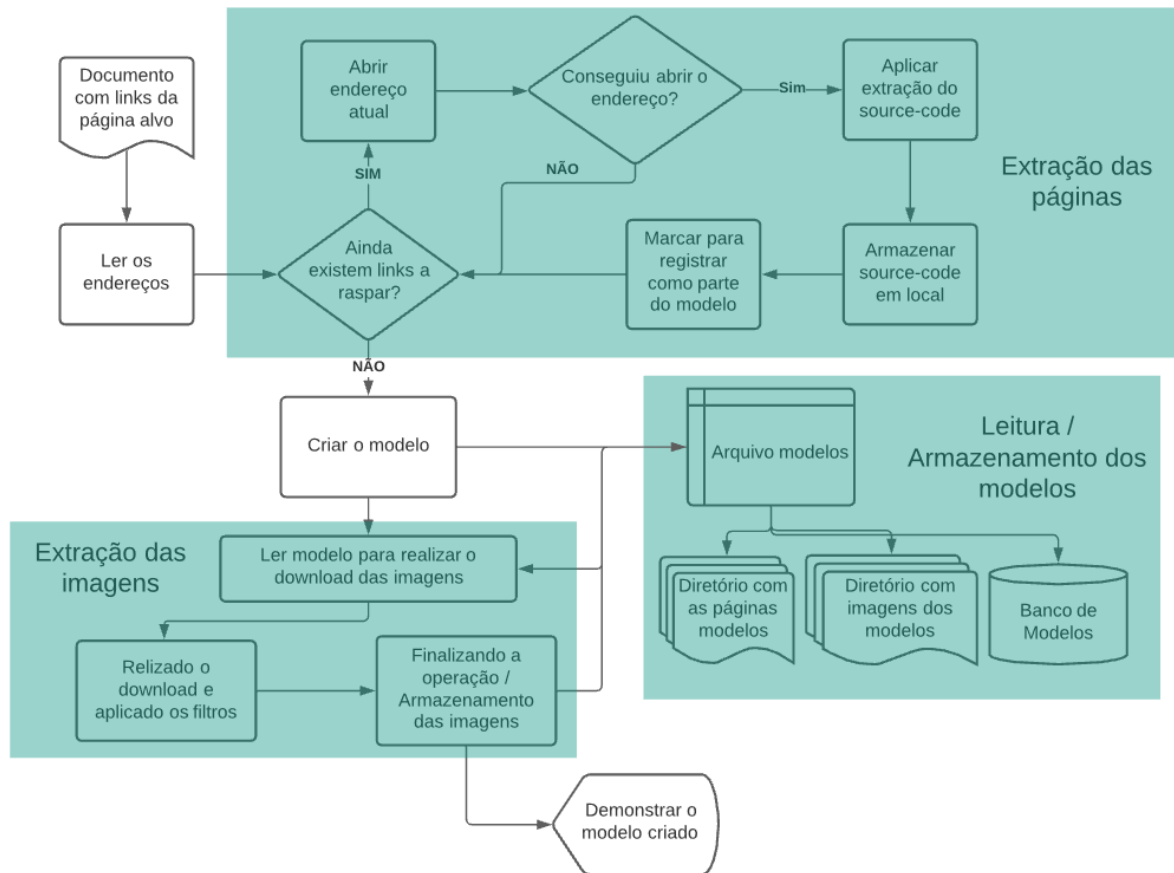 Documento
com links da
página alvo
Ler os
endereços
Abrir
endereço
atual
Conseguiu abrir o
endereço?
Sim
Aplicar
extração do
source-code
Extração das
páginas
SIM
NÃO
Ainda
existem links a
raspar?
Marcar para
registrar
como parte
do modelo
Armazenar
source-code
em local
NÃO
Criar o modelo
Arquivo modelos
Leitura /
Armazenamento dos
modelos
Diretório com
as páginas
modelos
Diretório com
imagens dos
modelos
Banco de
Modelos
Extração das
imagens
Ler modelo para realizar o
download das imagens
Relizado o
download e
aplicado os filtros
Finalizando a
operação /
Armazenamento
das imagens
Demonstrar o
modelo criado